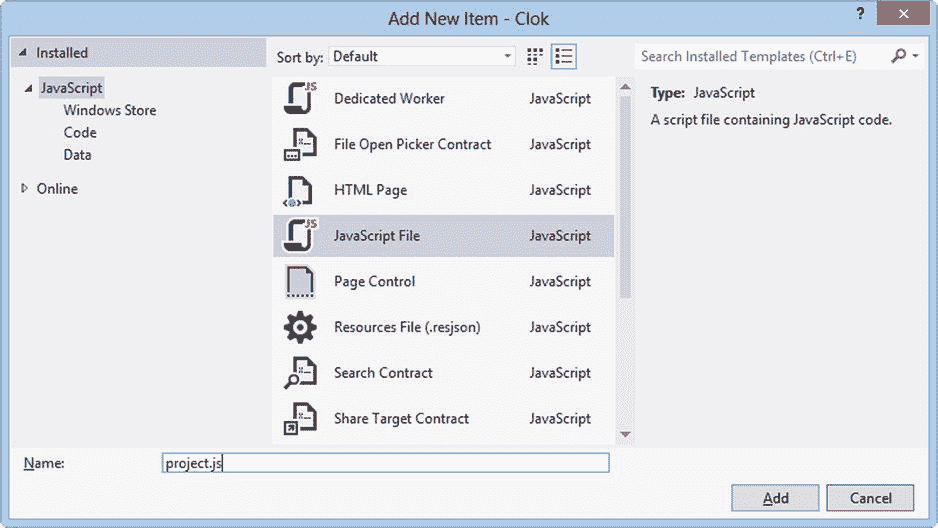 Add New Item - Clok
?
Installed
Sort by: Default
Search Installed Templates (Ctrl+E)
JavaScript
Windows Store
Code
Data
Online
Dedicated Worker JavaScript
File Open Picker Contract JavaScript
HTML Page JavaScript
JavaScript File JavaScript
Page Control JavaScript
Resources File (.resjson) JavaScript
Search Contract JavaScript
Share Target Contract JavaScript
Type: JavaScript
A script file containing JavaScript code.
Name: project.js
Add Cancel